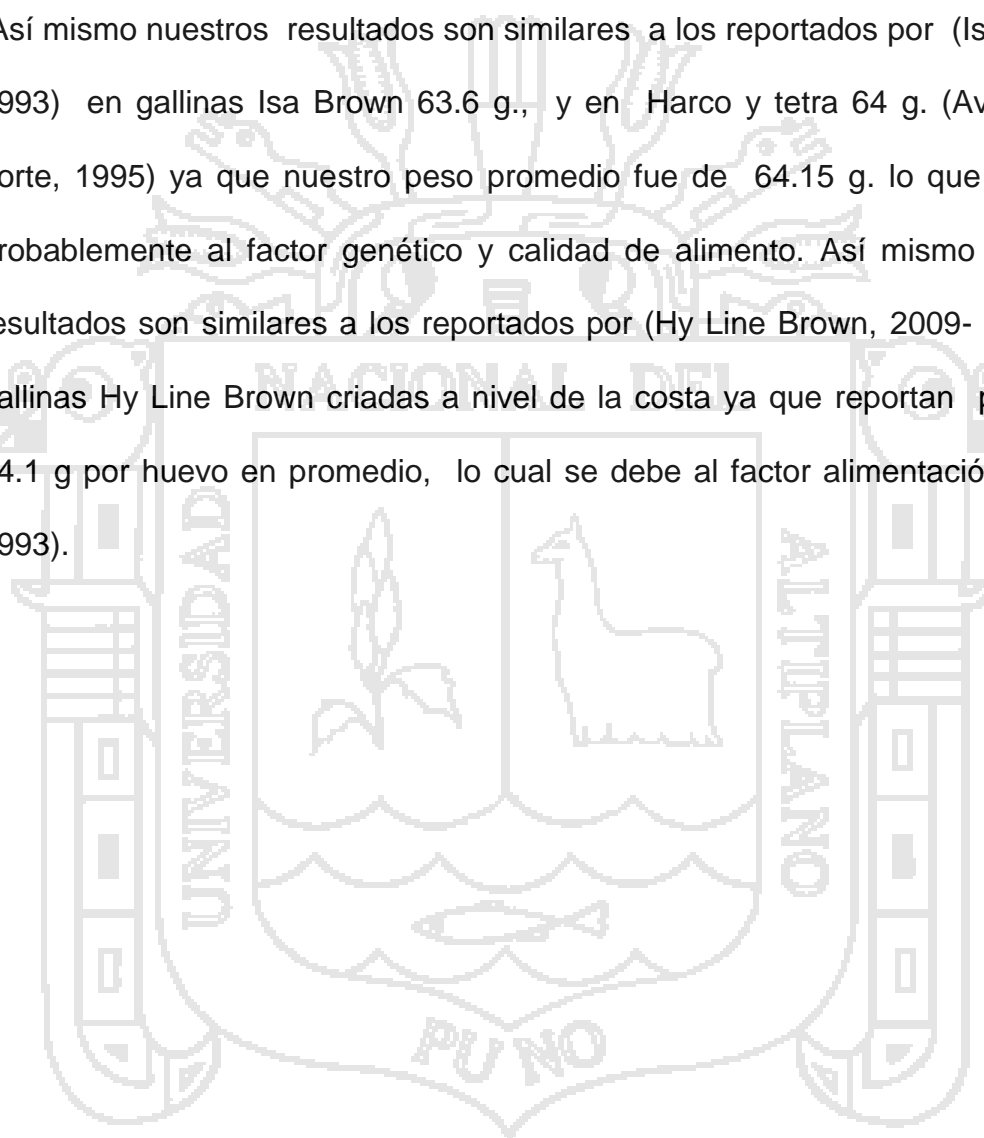 Así mismo nuestros resultados son similares a los reportados por (Is
993) en gallinas Isa Brown 63.6 g., y en Harco y tetra 64 g. (Av
orte, 1995) ya que nuestro peso promedio fue de 64.15 g. lo que
robablemente al factor genético y calidad de alimento. Así mismo
esultados son similares a los reportados por (Hy Line Brown, 2009-
allinas Hy Line Brown criadas a nivel de la costa ya que reportan p
4.1 g por huevo en promedio, lo cual se debe al factor alimentació
993).
NACIONAL DEL
UNIVERSIDAD
ALTIPLANO
PUNO